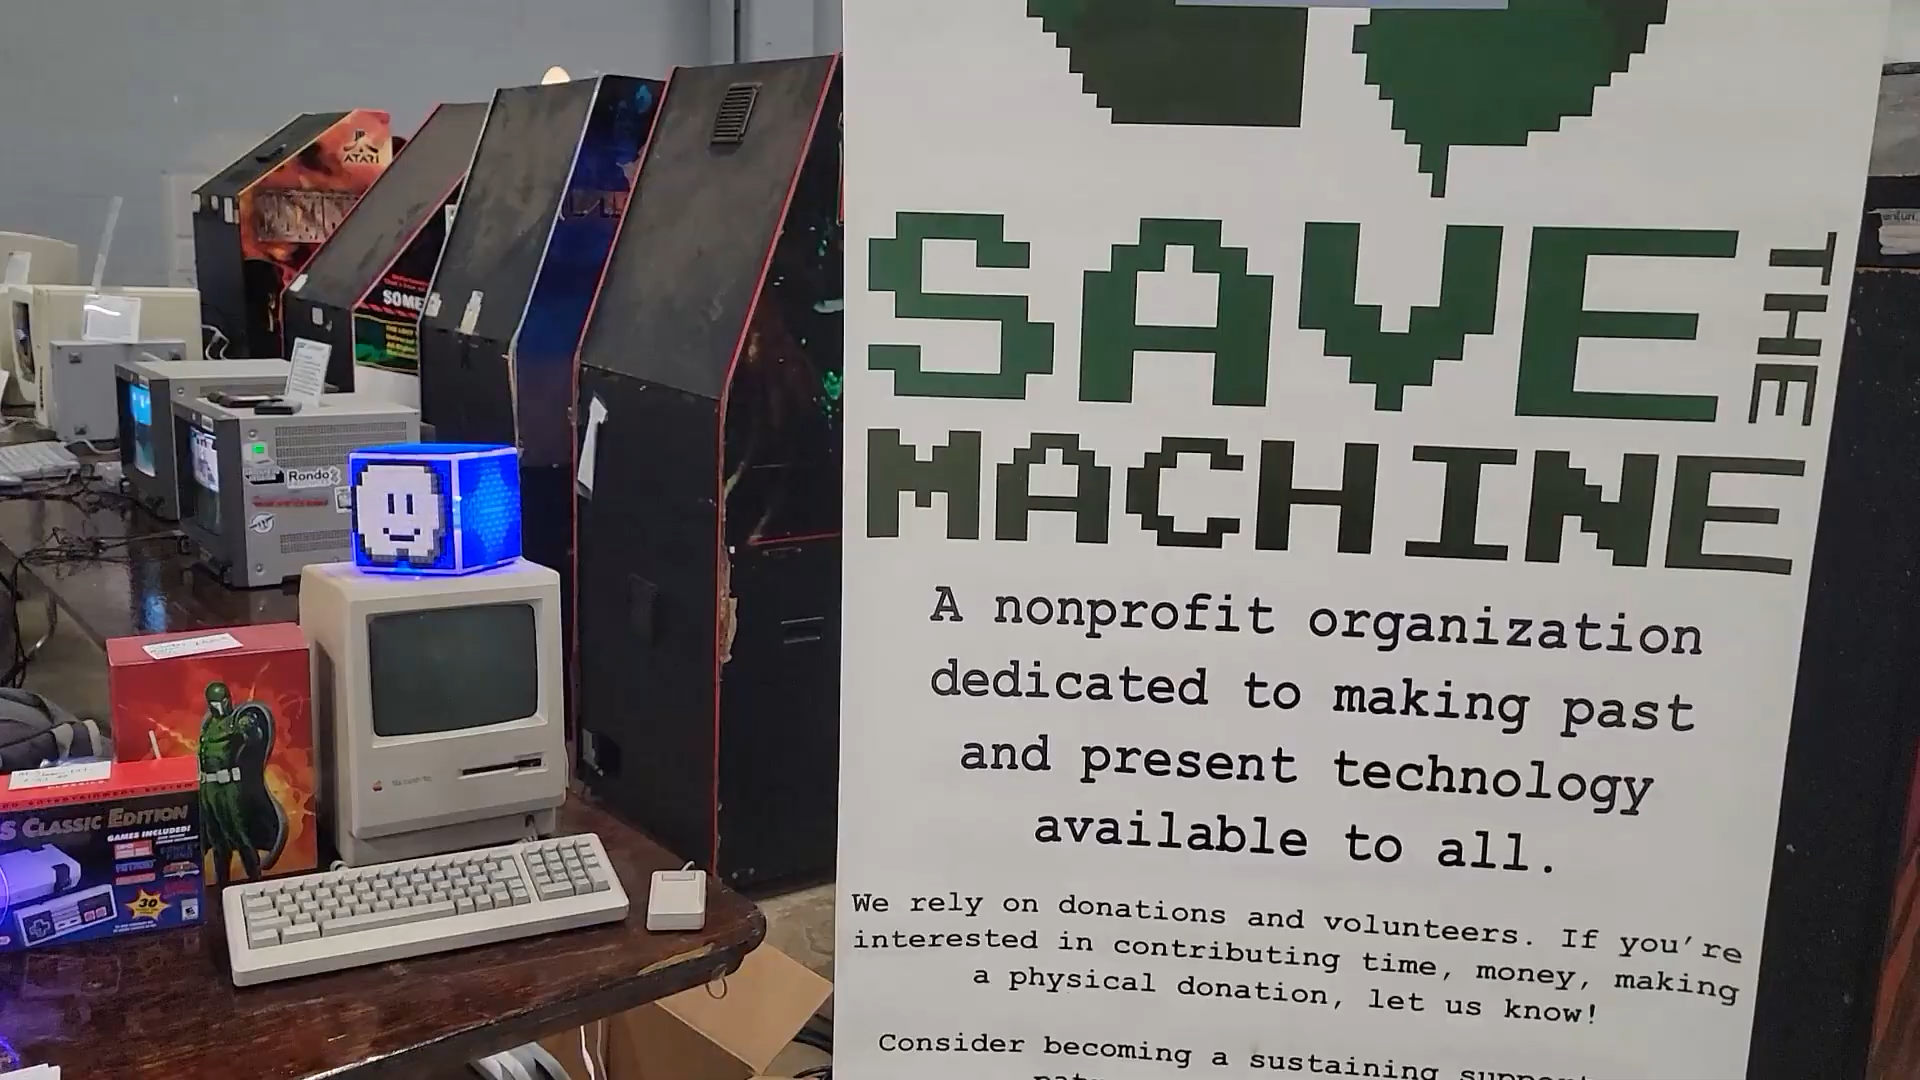 ATARI
SOME
Rondo
S CLASSIC EDITION
GAMES INCLUDED!
30
SAVE
THE
MACHINE
A nonprofit organization
dedicated to making past
and present technology
available to all.
We rely on donations and volunteers. If you're
interested in contributing time, money, making
a physical donation, let us know!
Consider becoming a sustaining